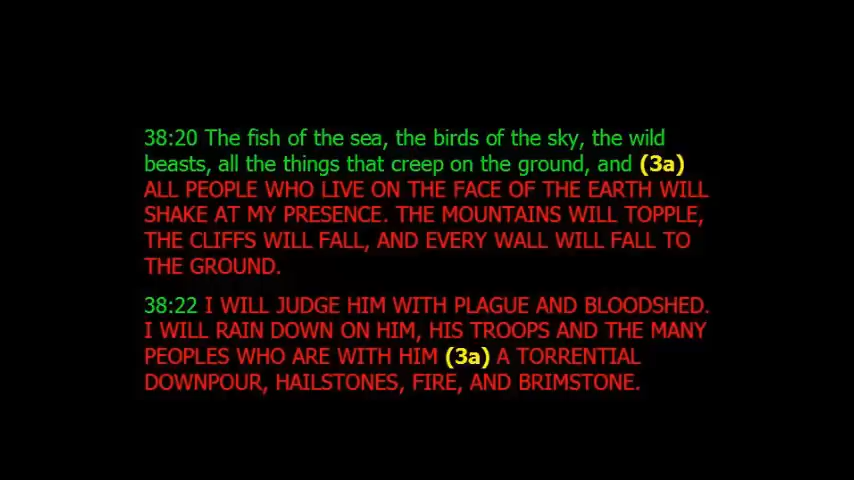 38:20 The fish of the sea, the birds of the sky, the wild
beasts, all the things that creep on the ground, and (3a)
ALL PEOPLE WHO LIVE ON THE FACE OF THE EARTH WILL
SHAKE AT MY PRESENCE. THE MOUNTAINS WILL TOPPLE,
THE CLIFFS WILL FALL, AND EVERY WALL WILL FALL TO
THE GROUND.
38:22 I WILL JUDGE HIM WITH PLAGUE AND BLOODSHED.
I WILL RAIN DOWN ON HIM, HIS TROOPS AND THE MANY
PEOPLES WHO ARE WITH HIM (3a) A TORRENTIAL
DOWNPOUR, HAILSTONES, FIRE, AND BRIMSTONE.